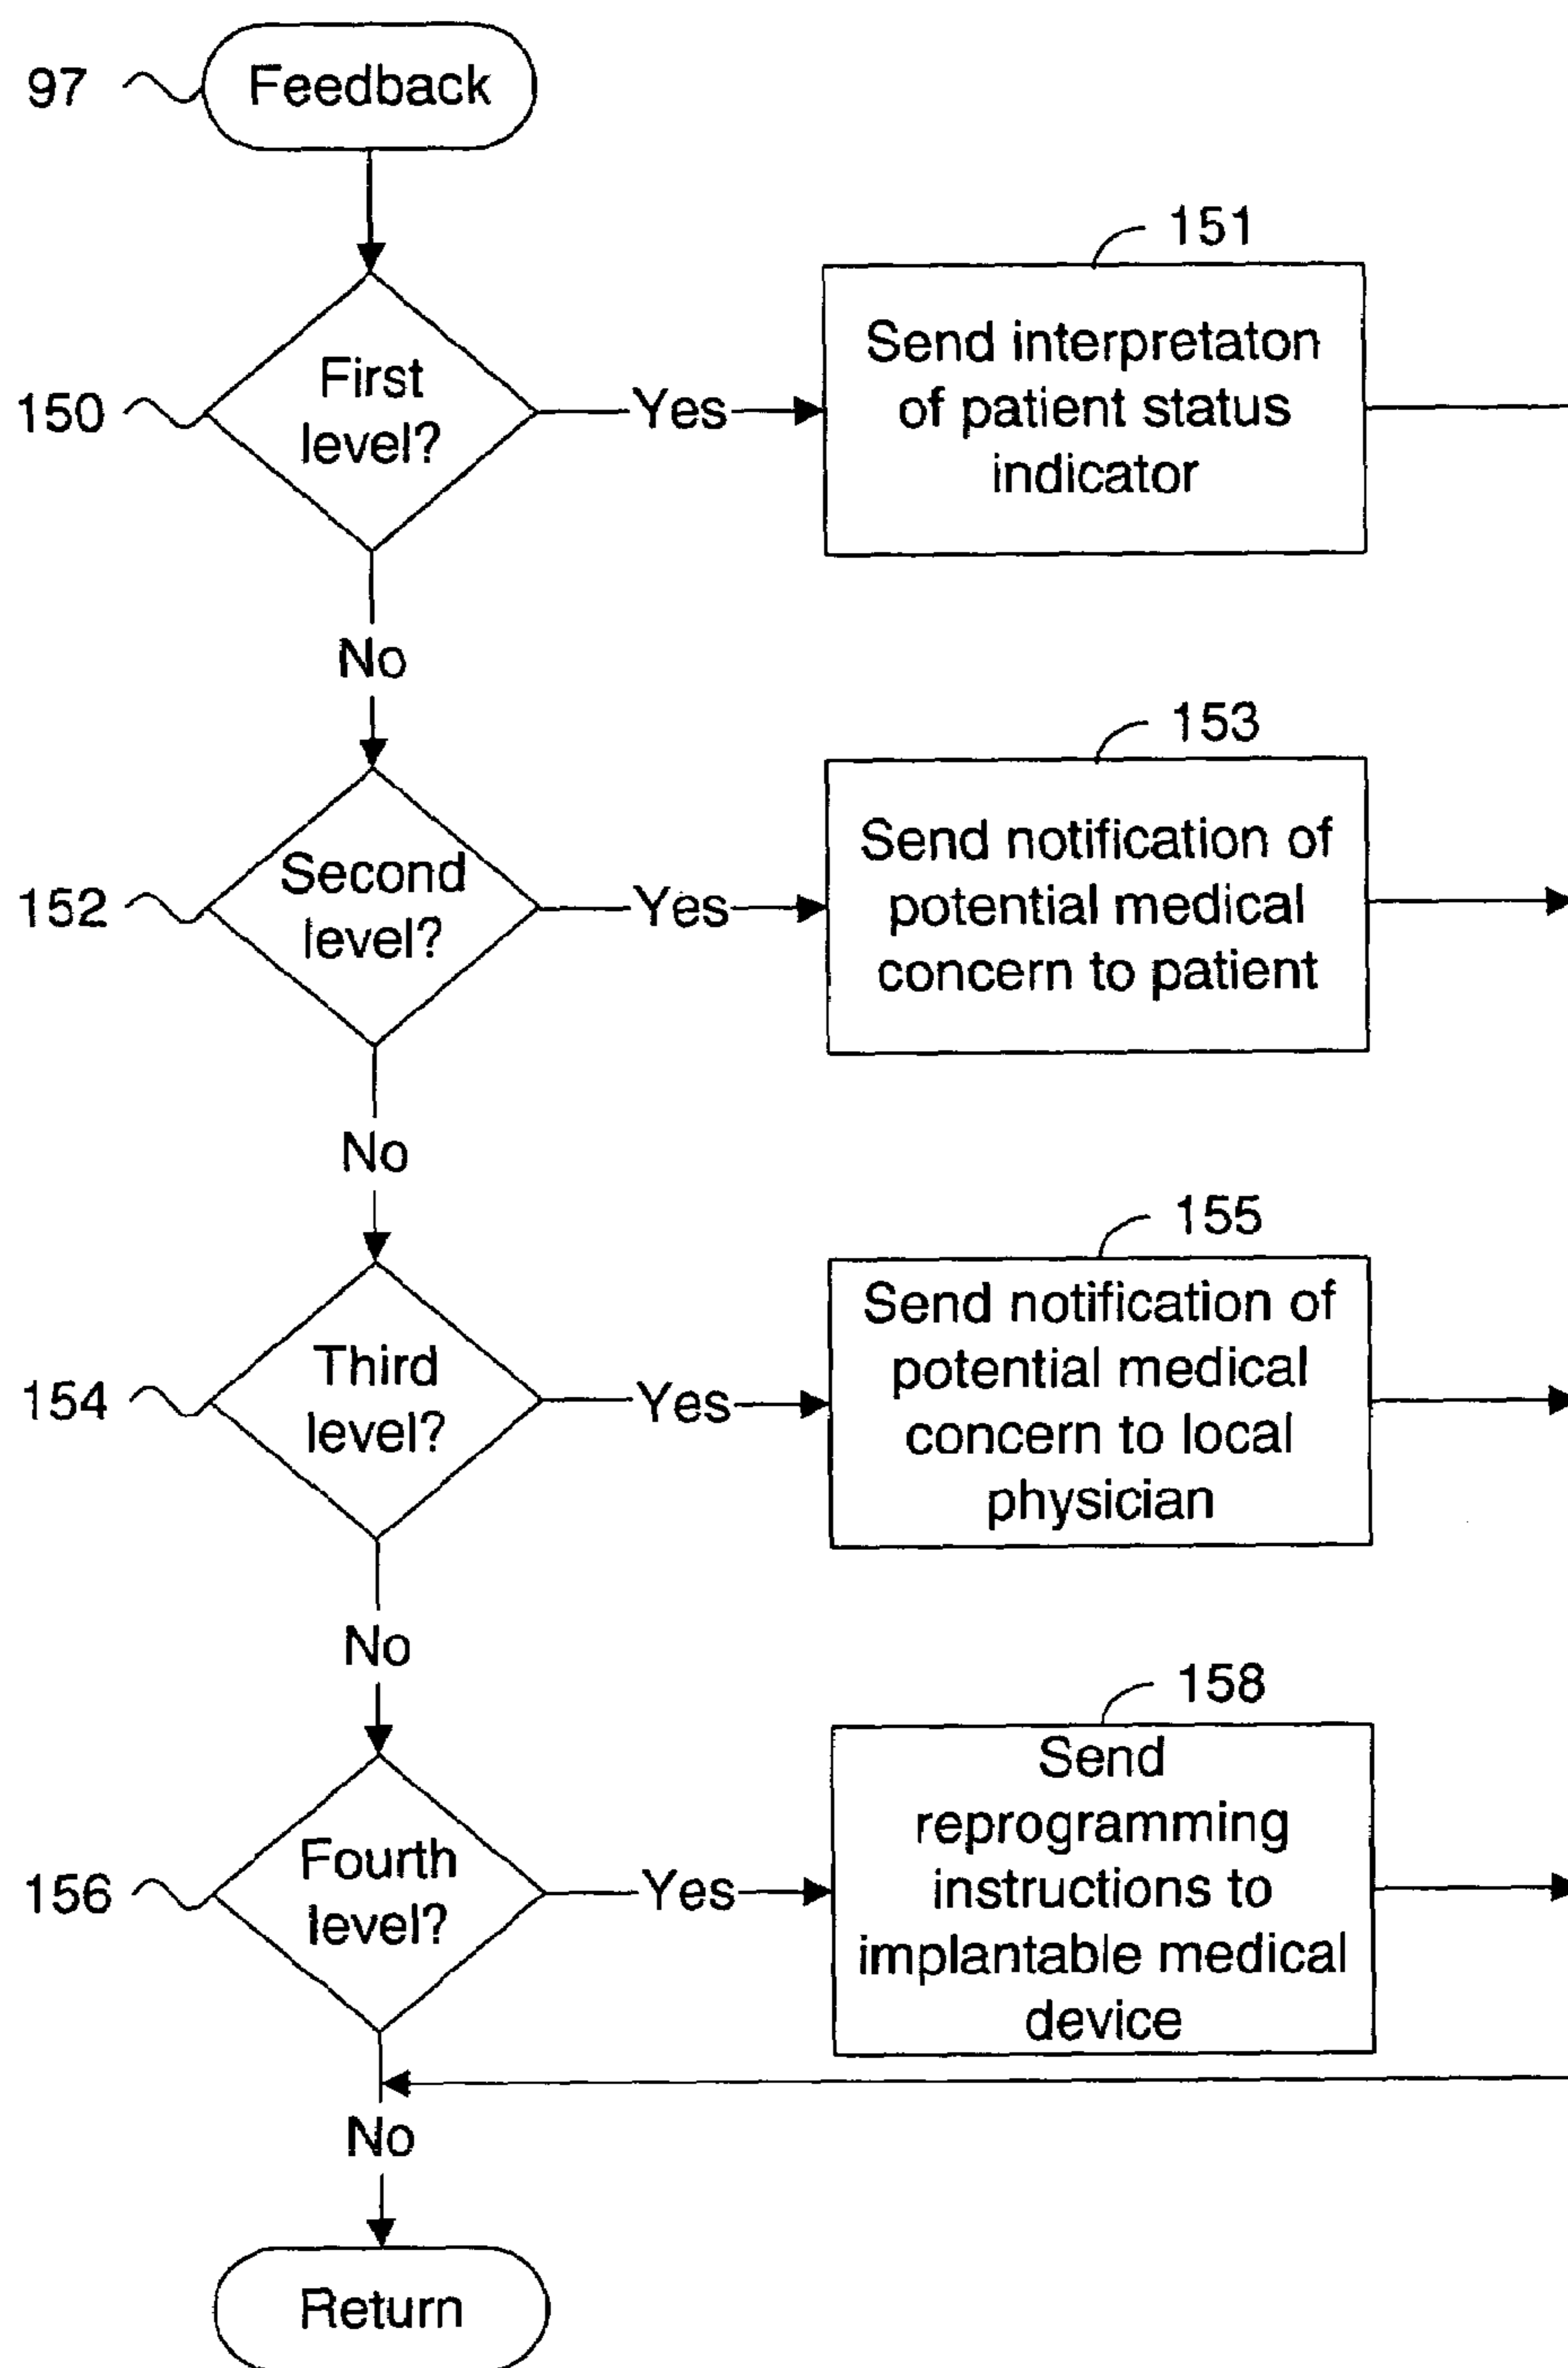 97
Feedback
151
150
First
level?
Yes
Send interpretaton
of patient status
indicator
No
153
152
Second
level?
Yes
Send notification of
potential medical
concern to patient
No
155
154
Third
level?
Yes
Send notification of
potential medical
concern to local
physician
No
158
156
Fourth
level?
Yes
Send
reprogramming
instructions to
implantable medical
device
No
Return